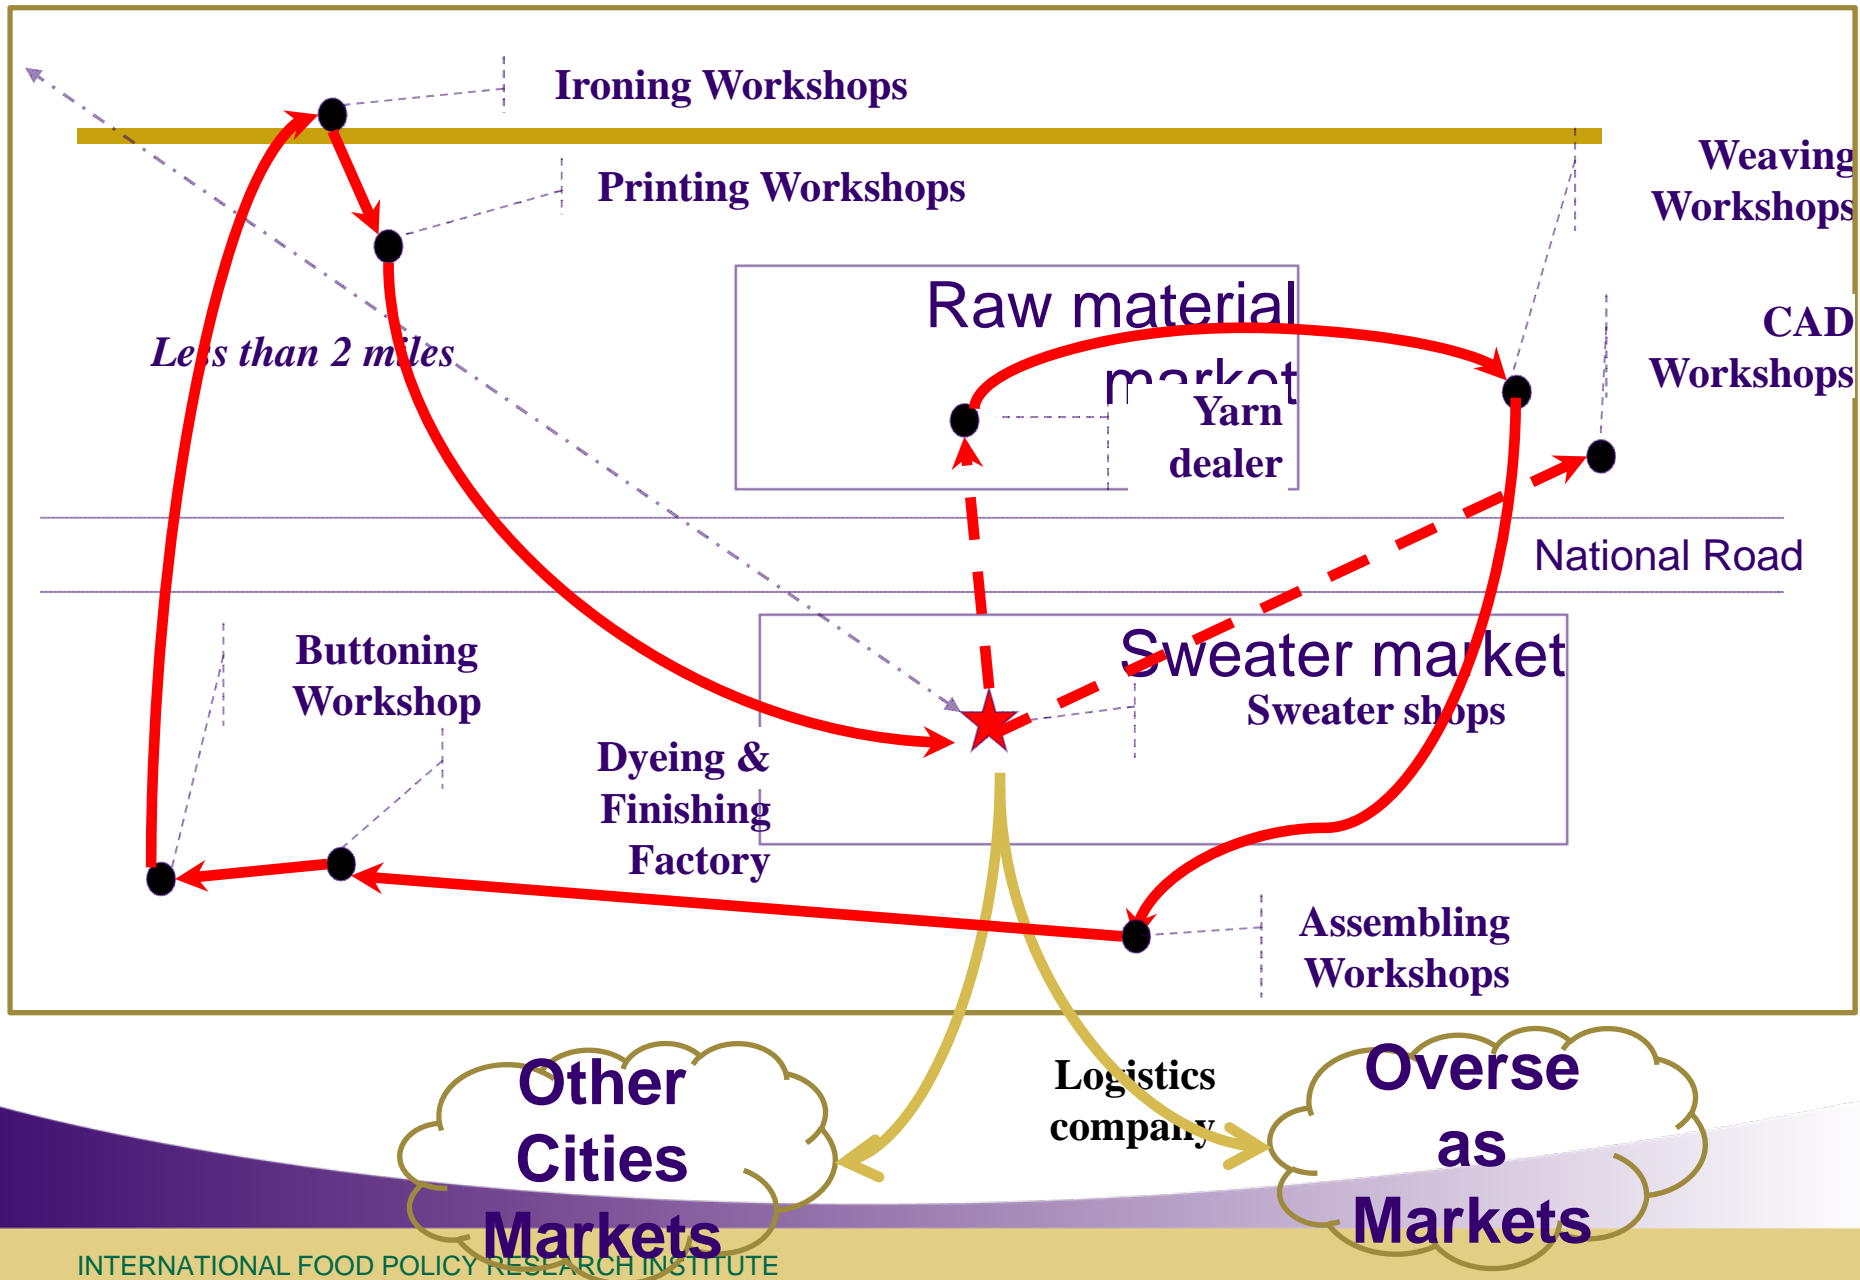 Ironing Workshops
Weaving
Workshops
Printing Workshops
Raw material
market
CAD
Workshops
Less than 2 miles
Yarn
dealer
National Road
Sweater market
Sweater shops
Buttoning
Workshop
Dyeing &
Finishing
Factory
Assembling
Workshops
Other
Cities
Markets
Logistics
company
Overse
as
Markets
INTERNATIONAL FOOD POLICY RESEARCH INSTITUTE